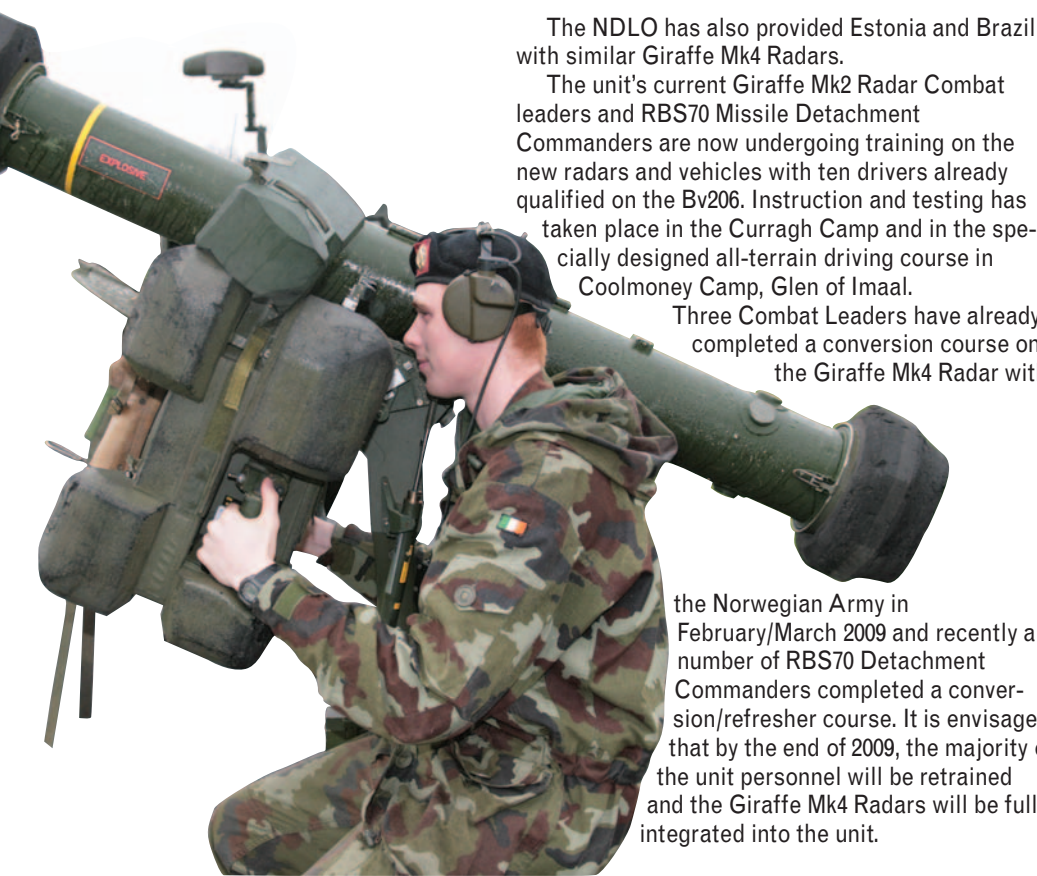 The NDLO has also provided Estonia and Brazil
with similar Giraffe Mk4 Radars.
The unit's current Giraffe Mk2 Radar Combat
leaders and RBS70 Missile Detachment
Commanders are now undergoing training on the
new radars and vehicles with ten drivers already
qualified on the Bv206. Instruction and testing has
taken place in the Curragh Camp and in the spe-
cially designed all-terrain driving course in
Coolmoney Camp, Glen of Imaal.
Three Combat Leaders have already
completed a conversion course on
the Giraffe Mk4 Radar wit
the Norwegian Army in
February/March 2009 and recently a
number of RBS70 Detachment
Commanders completed a conver-
sion/refresher course. It is envisage
that by the end of 2009, the majority
the unit personnel will be retrained
and the Giraffe Mk4 Radars will be full
integrated into the unit.
EXPLOSIVE